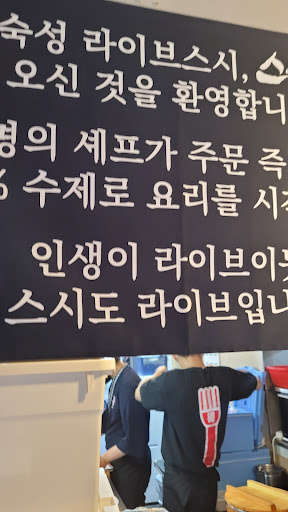 숙성 라이브스시,
오신 것을 환영합니
명의 셰프가 주문 즉
% 수제로 요리를 시
인생이 라이브이
스시도 라이브입니